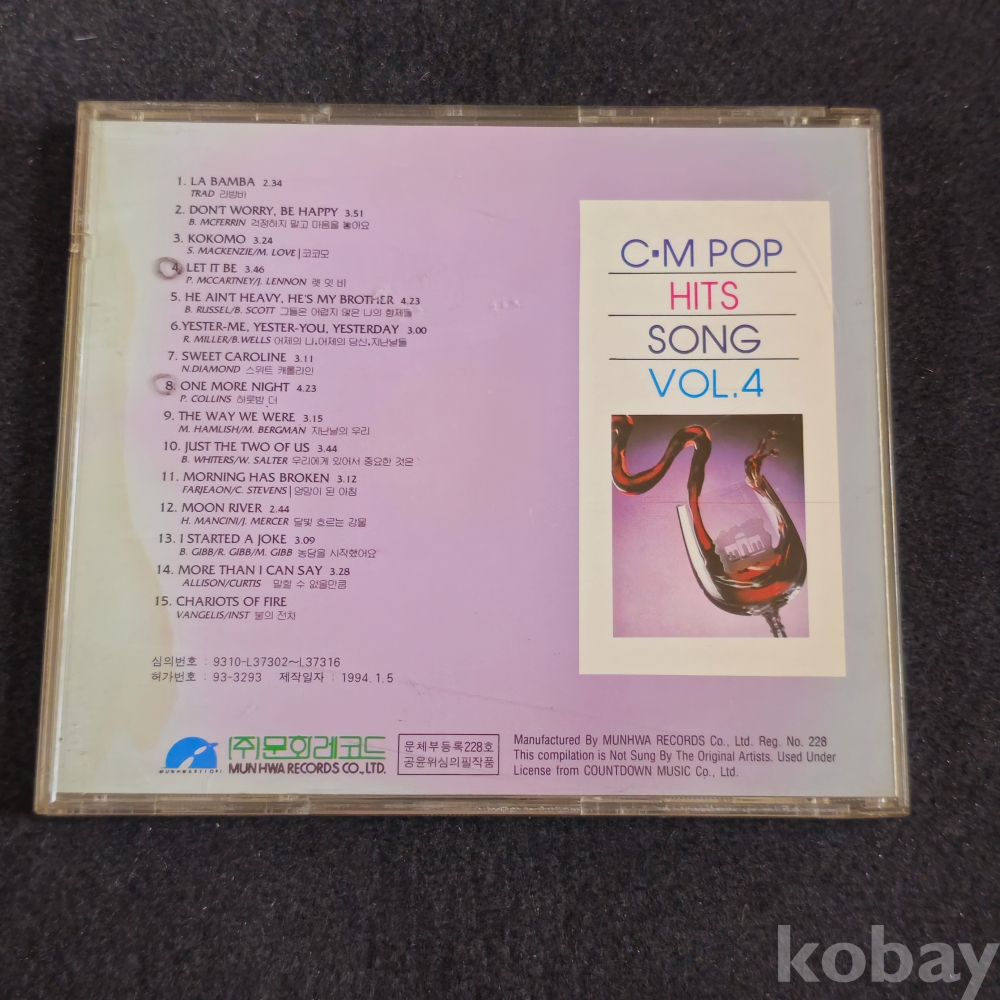 1. LA BAMBA 2.34
TRAD 라밤바
2. DON'T WORRY, BE HAPPY 3.51
B. MCFERRIN 걱정하지 말고 마음을 놓아요
3. KOKOMO 3.24
S. MACKENZIE/M. LOVE | 코코모
4. LET IT BE 3.46
P. MCCARTNEY/J. LENNON 렛 잇 비
5. HE AIN'T HEAVY, HE'S MY BROTHER 4.23
B. RUSSEL/B. SCOTT 그들은 어렵지 않은 나의 형제들
6. YESTER-ME, YESTER-YOU, YESTERDAY 3.00
R. MILLER/B.WELLS 어제의 나,어제의 당신,지난날들
7. SWEET CAROLINE 3.11
N.DIAMOND 스위트 캐롤라인
8. ONE MORE NIGHT 4.23
P. COLLINS 하룻밤 더
9. THE WAY WE WERE 3.15
M. HAMLISH/M. BERGMAN 지난날의 우리
10. JUST THE TWO OF US 3.44
B. WHITERS/W. SALTER 우리에게 있어서 중요한 것은
11. MORNING HAS BROKEN 3.12
FARJEAON/C. STEVENS | 엉망이 된 아침
12. MOON RIVER 2.44
H. MANCINI/J. MERCER 달빛 흐르는 강물
13. I STARTED A JOKE 3.09
B. GIBB/R. GIBB/M. GIBB 농담을 시작했어요
14. MORE THAN I CAN SAY 3.28
ALLISON/CURTIS 말할 수 없을만큼
15. CHARIOTS OF FIRE
VANGELIS/INST 불의 전차
심의번호 : 9310-L37302~L37316
허가번호 : 93-3293 제작일자 : 1994.1.5
C·M POP
HITS
SONG
VOL.4
(주)문화레코드
MUN HWA RECORDS CO., LTD.
문체부등록228호
공윤위심의필작품
Manufactured By MUNHWA RECORDS Co., Ltd. Reg. No. 228
This compilation is Not Sung By The Original Artists. Used Under
License from COUNTDOWN MUSIC Co., Ltd.
kobay